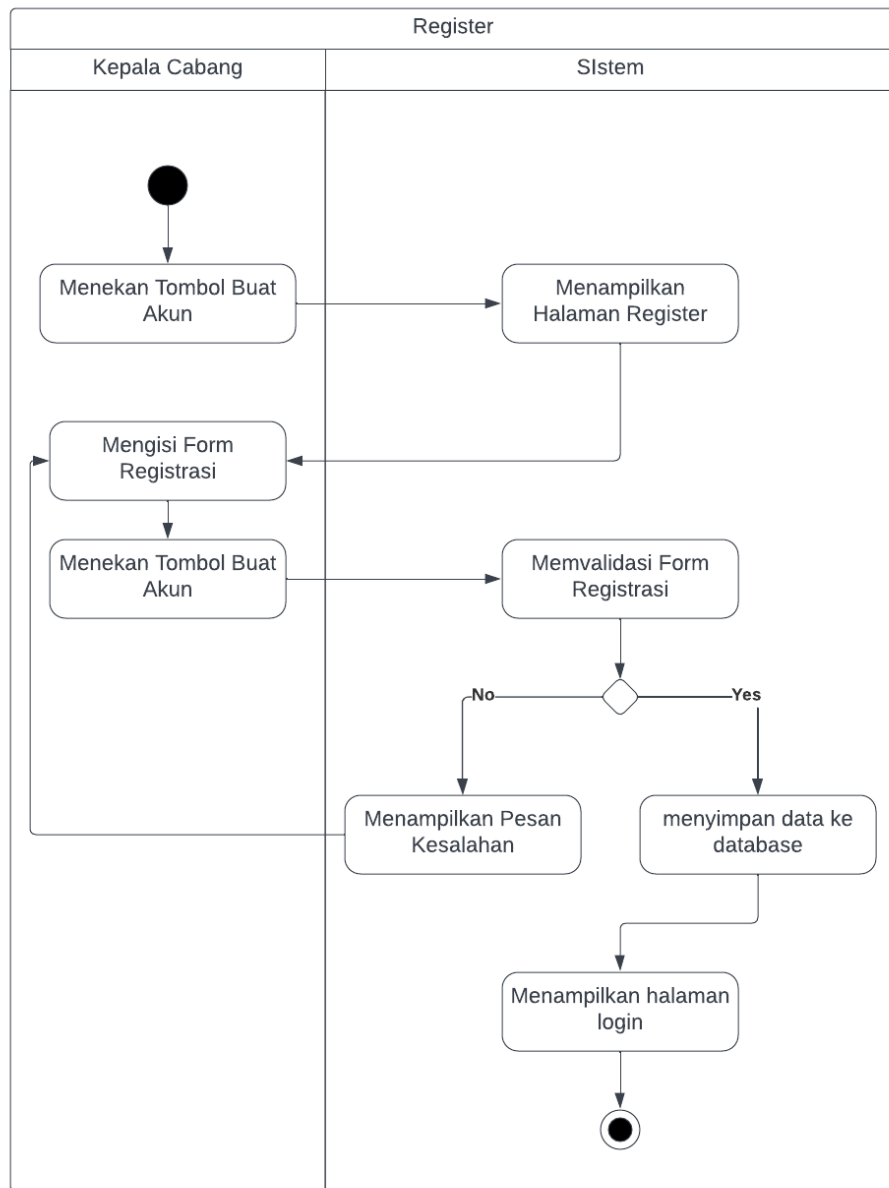 Register
Kepala Cabang
SIstem
Menekan Tombol Buat
Akun
Menampilkan
Halaman Register
Mengisi Form
Registrasi
Menekan Tombol Buat
Akun
Memvalidasi Form
Registrasi
No
Yes
Menampilkan Pesan
Kesalahan
menyimpan data ke
database
Menampilkan halaman
login